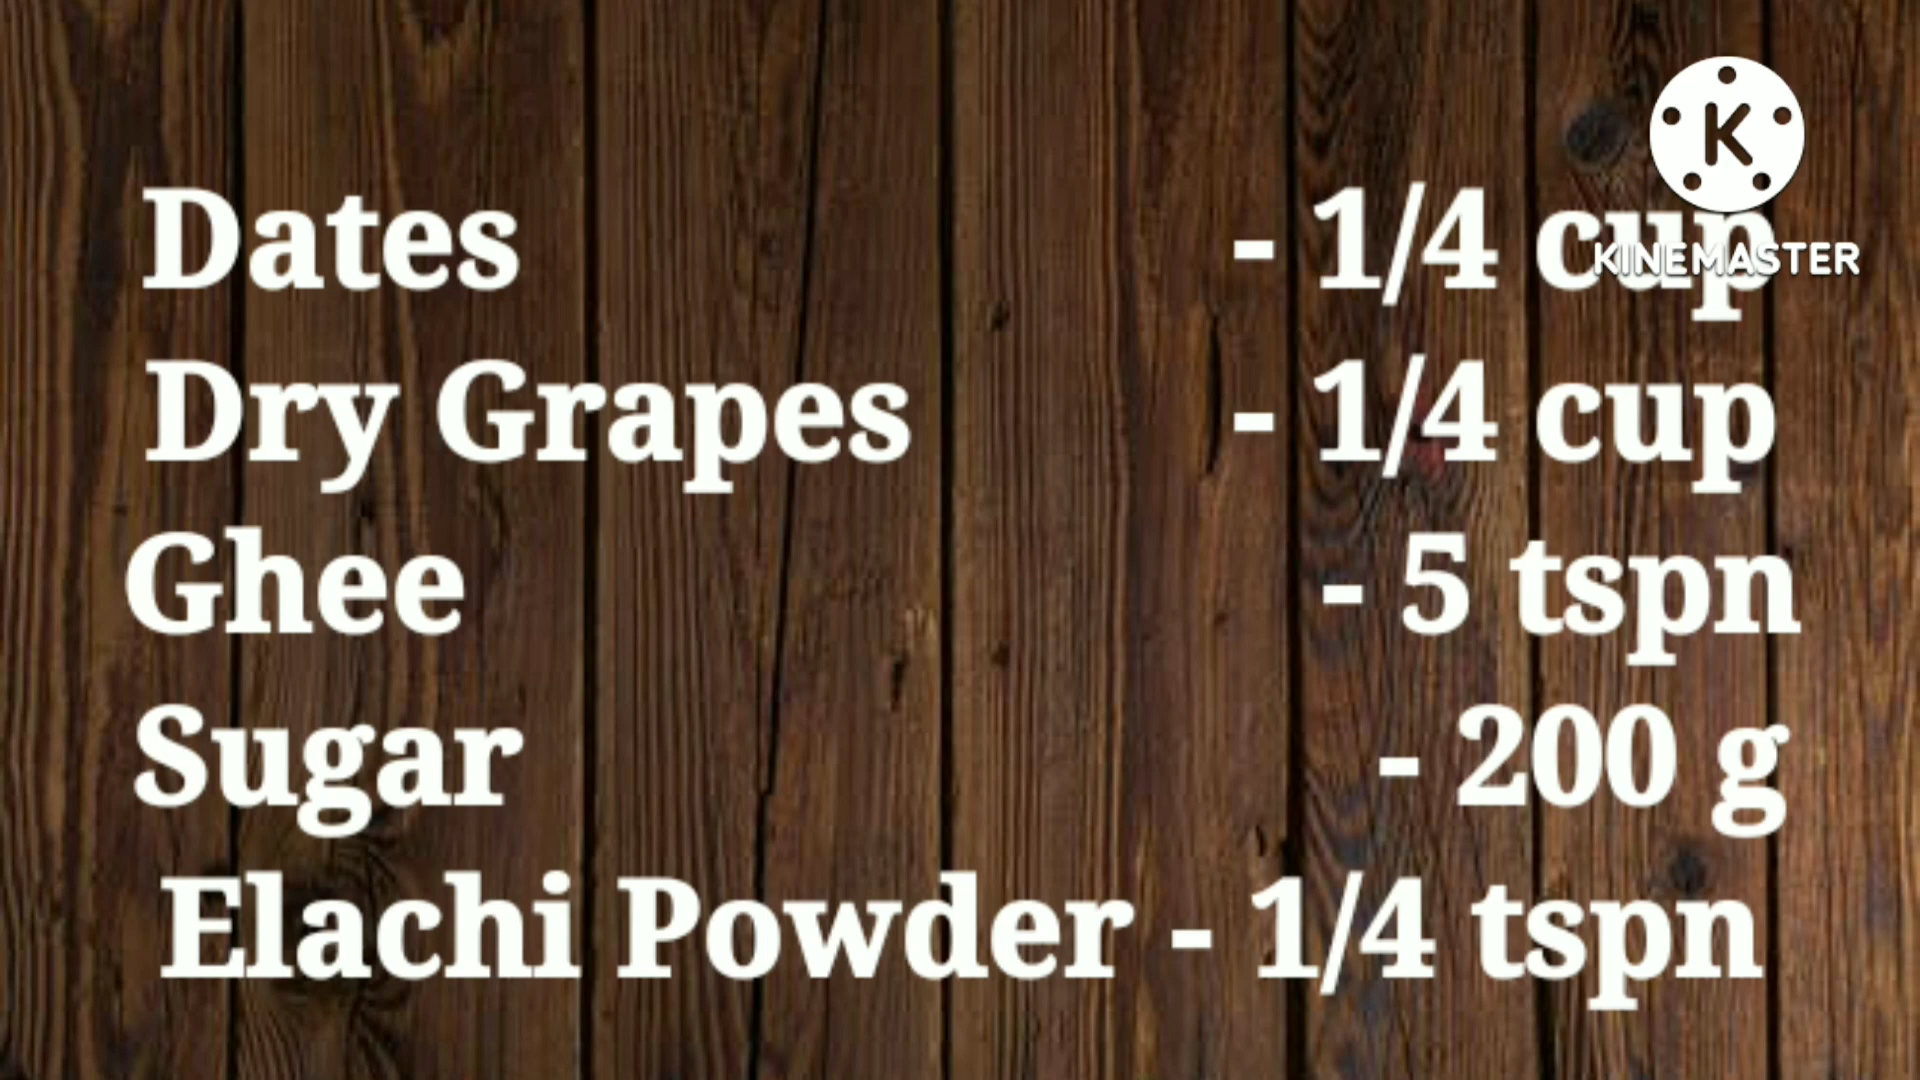 K
KINEMASTER
Dates - 1/4 cup
Dry Grapes - 1/4 cup
Ghee - 5 tspn
Sugar - 200 g
Elachi Powder - 1/4 tspn